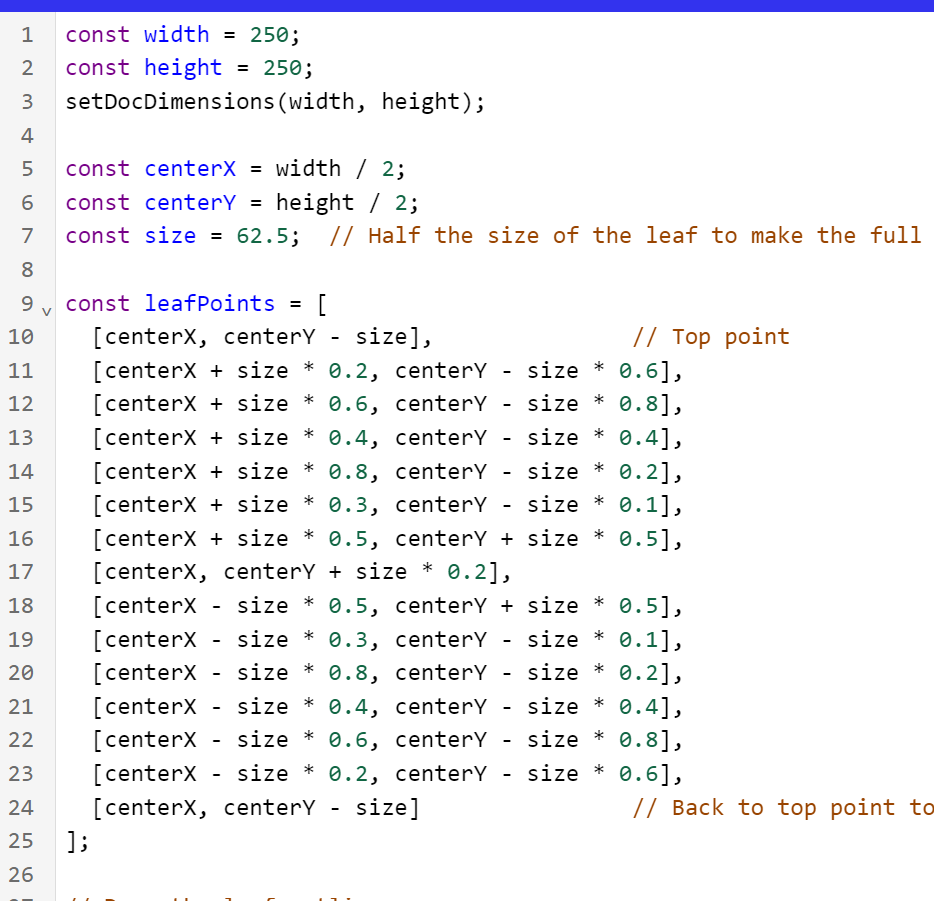 1 const width = 250;
2 const height = 250;
3 setDocDimensions(width, height);
4
5 const centerX = width / 2;
6 const centerY = height / 2;
7 const size = 62.5;  // Half the size of the leaf to make the full
8
9 const leafPoints = [
10   [centerX, centerY - size],               // Top point
11   [centerX + size * 0.2, centerY - size * 0.6],
12   [centerX + size * 0.6, centerY - size * 0.8],
13   [centerX + size * 0.4, centerY - size * 0.4],
14   [centerX + size * 0.8, centerY - size * 0.2],
15   [centerX + size * 0.3, centerY - size * 0.1],
16   [centerX + size * 0.5, centerY + size * 0.5],
17   [centerX, centerY + size * 0.2],
18   [centerX - size * 0.5, centerY + size * 0.5],
19   [centerX - size * 0.3, centerY - size * 0.1],
20   [centerX - size * 0.8, centerY - size * 0.2],
21   [centerX - size * 0.4, centerY - size * 0.4],
22   [centerX - size * 0.6, centerY - size * 0.8],
23   [centerX - size * 0.2, centerY - size * 0.6],
24   [centerX, centerY - size]                // Back to top point to
25 ];
26